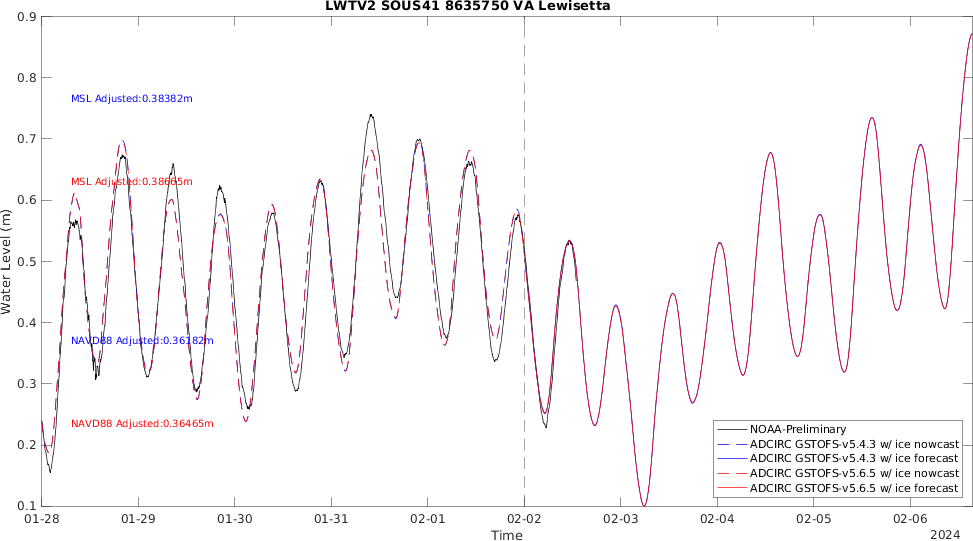 LWTV2 SOUS41 8635750 VA Lewisetta
Water Level (m)
0.9
0.8
0.7
0.6
0.5
0.4
0.3
0.2
0.1
MSL Adjusted:0.38382m
MSL Adjusted:0.38665m
NAVD88 Adjusted:0.36182m
NAVD88 Adjusted:0.36465m
NOAA-Preliminary
ADCIRC GSTOFS-v5.4.3 w/ ice nowcast
ADCIRC GSTOFS-v5.4.3 w/ ice forecast
ADCIRC GSTOFS-v5.6.5 w/ ice nowcast
ADCIRC GSTOFS-v5.6.5 w/ ice forecast
01-28 01-29 01-30 01-31 02-01 02-02 02-03 02-04 02-05 02-06
Time
2024